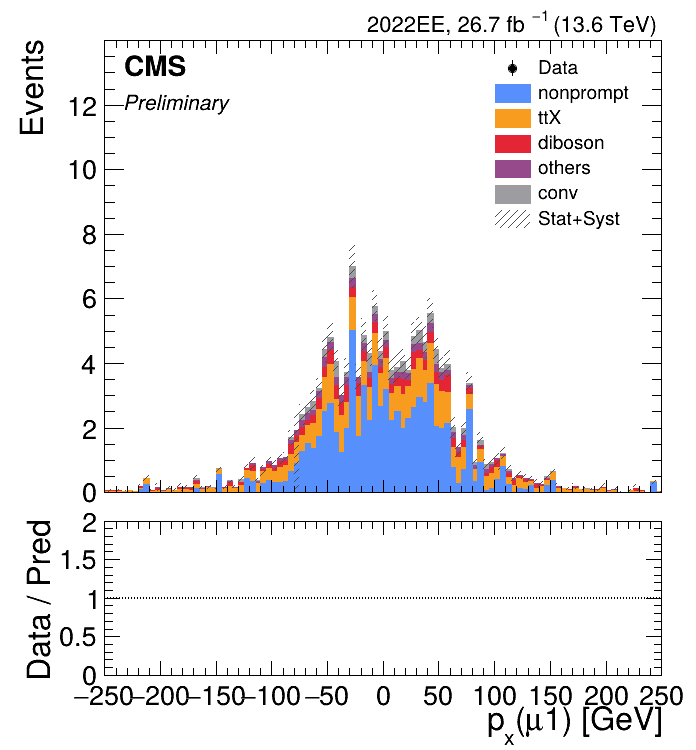 2022EE, 26.7 fb⁻¹ (13.6 TeV)
CMS
Preliminary
Events
Data
nonprompt
ttX
diboson
others
conv
Stat+Syst
12
10
8
6
4
2
0
Data / Pred
2
1.5
1
0.5
0
−250 −200 −150 −100 −50 0 50 100 150 200 250
pₓ(μ1) [GeV]